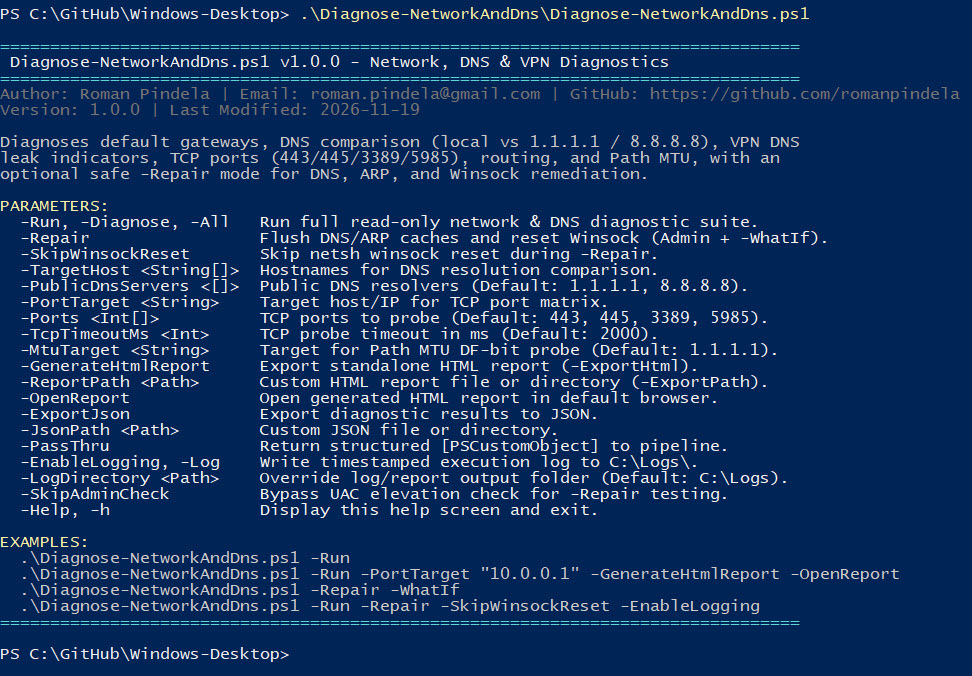 PS C:\GitHub\Windows-Desktop> .\Diagnose-NetworkAndDns\Diagnose-NetworkAndDns.ps1
================================================================================
 Diagnose-NetworkAndDns.ps1 v1.0.0 - Network, DNS & VPN Diagnostics
================================================================================
Author: Roman Pindela | Email: roman.pindela@gmail.com | GitHub: https://github.com/romanpindela
Version: 1.0.0 | Last Modified: 2026-11-19
Diagnoses default gateways, DNS comparison (local vs 1.1.1.1 / 8.8.8.8), VPN DNS
leak indicators, TCP ports (443/445/3389/5985), routing, and Path MTU, with an
optional safe -Repair mode for DNS, ARP, and Winsock remediation.
PARAMETERS:
  -Run, -Diagnose, -All   Run full read-only network & DNS diagnostic suite.
  -Repair                 Flush DNS/ARP caches and reset Winsock (Admin + -WhatIf).
  -SkipWinsockReset       Skip netsh winsock reset during -Repair.
  -TargetHost <String[]>  Hostnames for DNS resolution comparison.
  -PublicDnsServers <[]>  Public DNS resolvers (Default: 1.1.1.1, 8.8.8.8).
  -PortTarget <String>    Target host/IP for TCP port matrix.
  -Ports <Int[]>          TCP ports to probe (Default: 443, 445, 3389, 5985).
  -TcpTimeoutMs <Int>     TCP probe timeout in ms (Default: 2000).
  -MtuTarget <String>     Target for Path MTU DF-bit probe (Default: 1.1.1.1).
  -GenerateHtmlReport     Export standalone HTML report (-ExportHtml).
  -ReportPath <Path>      Custom HTML report file or directory (-ExportPath).
  -OpenReport             Open generated HTML report in default browser.
  -ExportJson             Export diagnostic results to JSON.
  -JsonPath <Path>        Custom JSON file or directory.
  -PassThru               Return structured [PSCustomObject] to pipeline.
  -EnableLogging, -Log    Write timestamped execution log to C:\Logs\.
  -LogDirectory <Path>    Override log/report output folder (Default: C:\Logs).
  -SkipAdminCheck         Bypass UAC elevation check for -Repair testing.
  -Help, -h               Display this help screen and exit.
EXAMPLES:
  .\Diagnose-NetworkAndDns.ps1 -Run
  .\Diagnose-NetworkAndDns.ps1 -Run -PortTarget "10.0.0.1" -GenerateHtmlReport -OpenReport
  .\Diagnose-NetworkAndDns.ps1 -Repair -WhatIf
  .\Diagnose-NetworkAndDns.ps1 -Run -Repair -SkipWinsockReset -EnableLogging
================================================================================
PS C:\GitHub\Windows-Desktop>